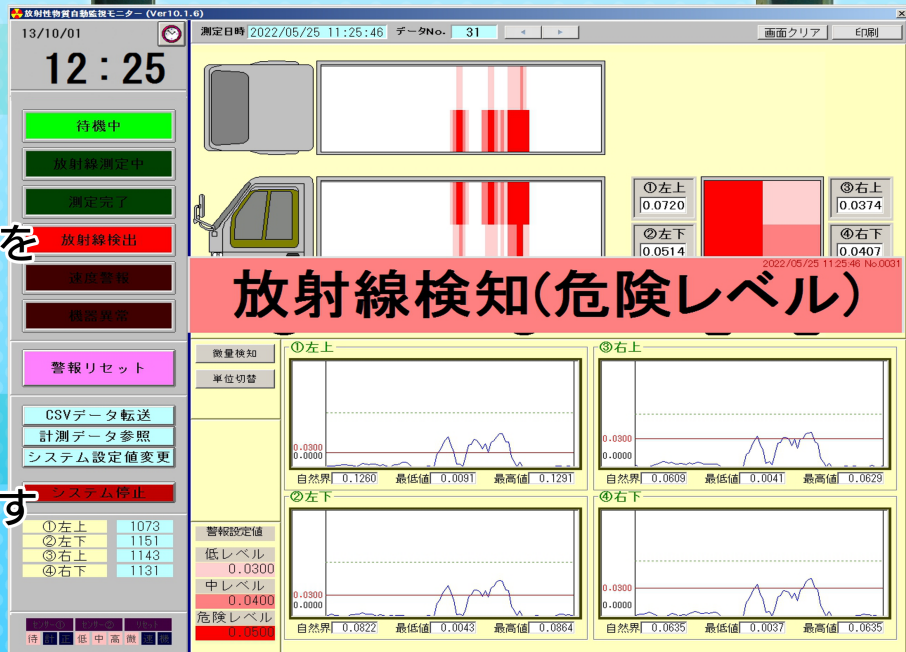 放射性物質自動監視モニター (Ver10.1.6)
13/10/01
12：25
測定日時 2022/05/25 11:25:46 データNo. 31
画面クリア 印刷
待機中
放射線測定中
測定完了
を
放射線検出
速度警報
機器異常
警報リセット
CSVデータ転送
計測データ参照
システム設定値変更
す
システム停止
①左上 1073
②左下 1151
③右上 1143
④右下 1131
センサー① センサー② リセット
待 計 正 低 中 高 微 速 機
①左上
0.0720
③右上
0.0374
②左下
0.0514
④右下
0.0407
2022/05/25 11:25:46 No.0031
放射線検知(危険レベル)
微量検知
単位切替
警報設定値
低レベル
0.0300
中レベル
0.0400
危険レベル
0.0500
①左上
0.0300
0.0000
自然界 0.1260 最低値 0.0091 最高値 0.1291
③右上
0.0300
0.0000
自然界 0.0609 最低値 0.0041 最高値 0.0629
②左下
0.0300
0.0000
自然界 0.0822 最低値 0.0043 最高値 0.0864
④右下
0.0300
0.0000
自然界 0.0635 最低値 0.0037 最高値 0.0635